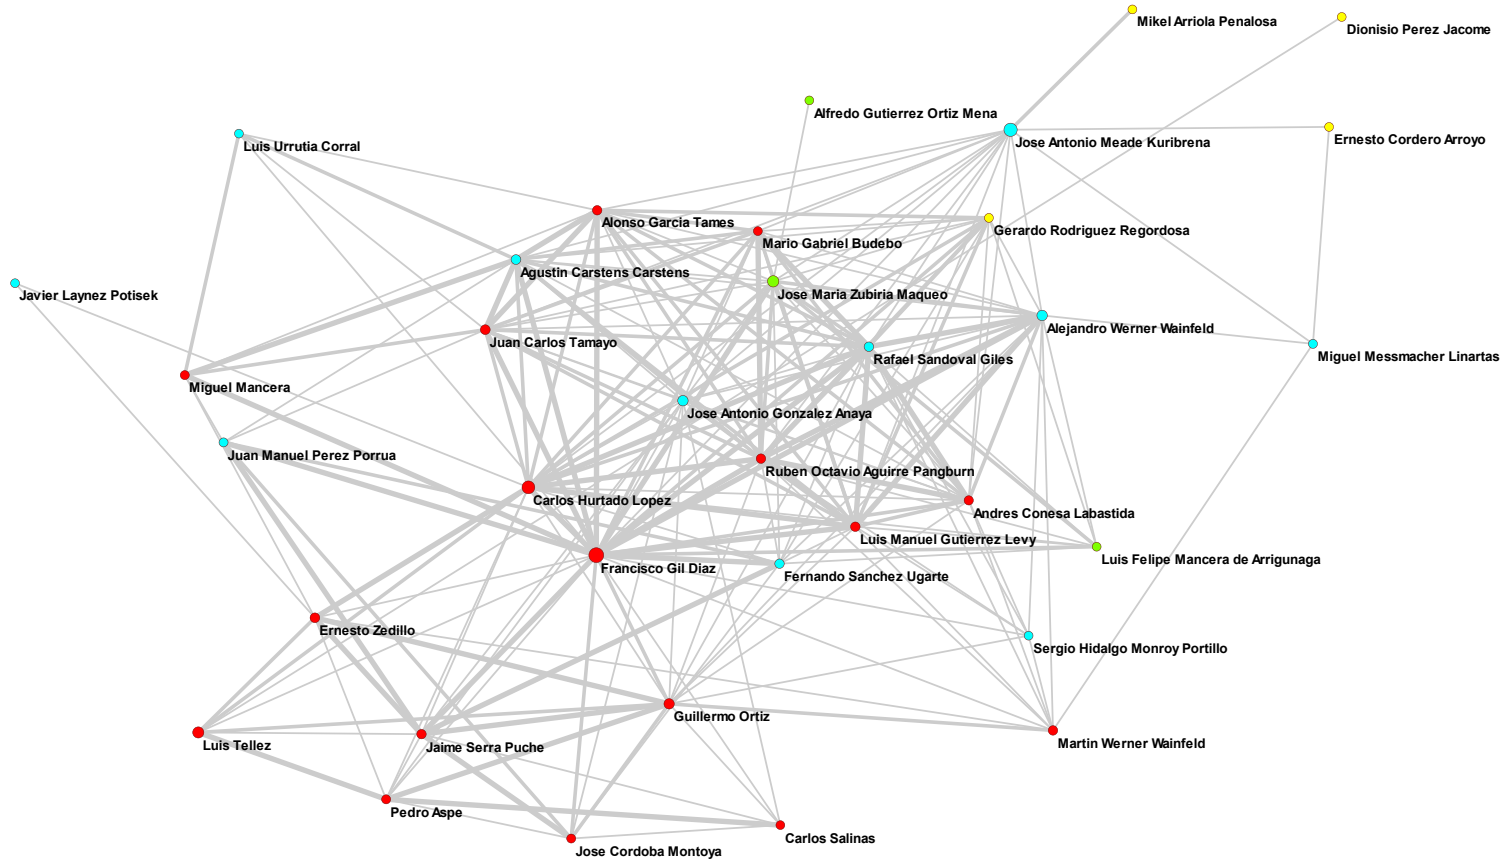 Mikel Arriola Penalosa
Dionisio Perez Jacome
Alfredo Gutierrez Ortiz Mena
Jose Antonio Meade Kuribrena
Ernesto Cordero Arroyo
Luis Urrutia Corral
Alonso Garcia Tames
Mario Gabriel Budebo
Gerardo Rodriguez Regordosa
Agustin Carstens Carstens
Javier Laynez Potisek
Jose Maria Zubiria Maqueo
Alejandro Werner Wainfeld
Juan Carlos Tamayo
Rafael Sandoval Giles
Miguel Messmacher Linartas
Miguel Mancera
Jose Antonio Gonzalez Anaya
Juan Manuel Perez Porrua
Ruben Octavio Aguirre Pangburn
Carlos Hurtado Lopez
Andres Conesa Labastida
Luis Manuel Gutierrez Levy
Luis Felipe Mancera de Arrigunaga
Francisco Gil Diaz
Fernando Sanchez Ugarte
Ernesto Zedillo
Sergio Hidalgo Monroy Portillo
Guillermo Ortiz
Luis Tellez
Jaime Serra Puche
Martin Werner Wainfeld
Pedro Aspe
Carlos Salinas
Jose Cordoba Montoya